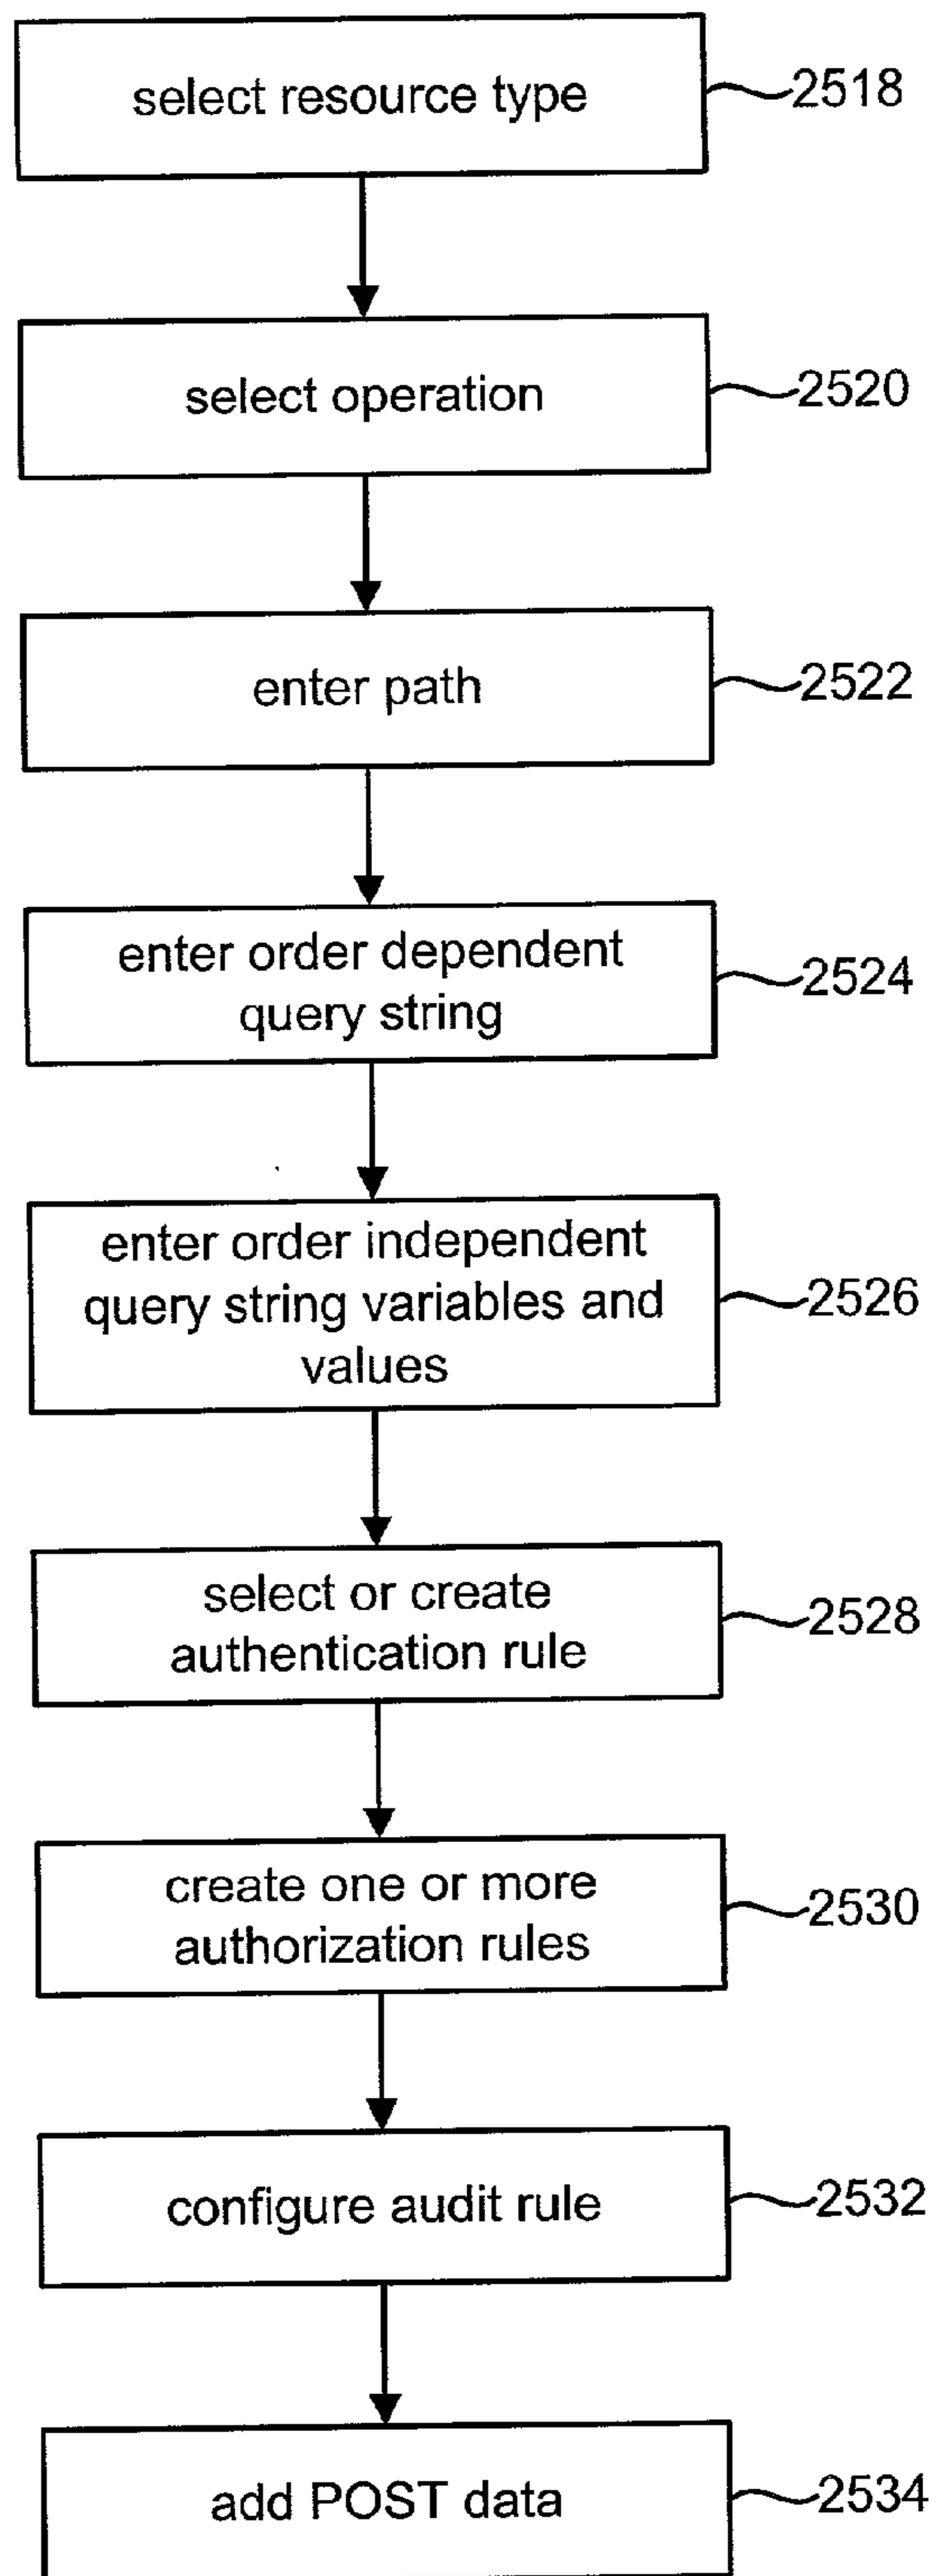 select resource type
2518
select operation
2520
enter path
2522
enter order dependent
query string
2524
enter order independent
query string variables and
values
2526
select or create
authentication rule
2528
create one or more
authorization rules
2530
configure audit rule
2532
add POST data
2534